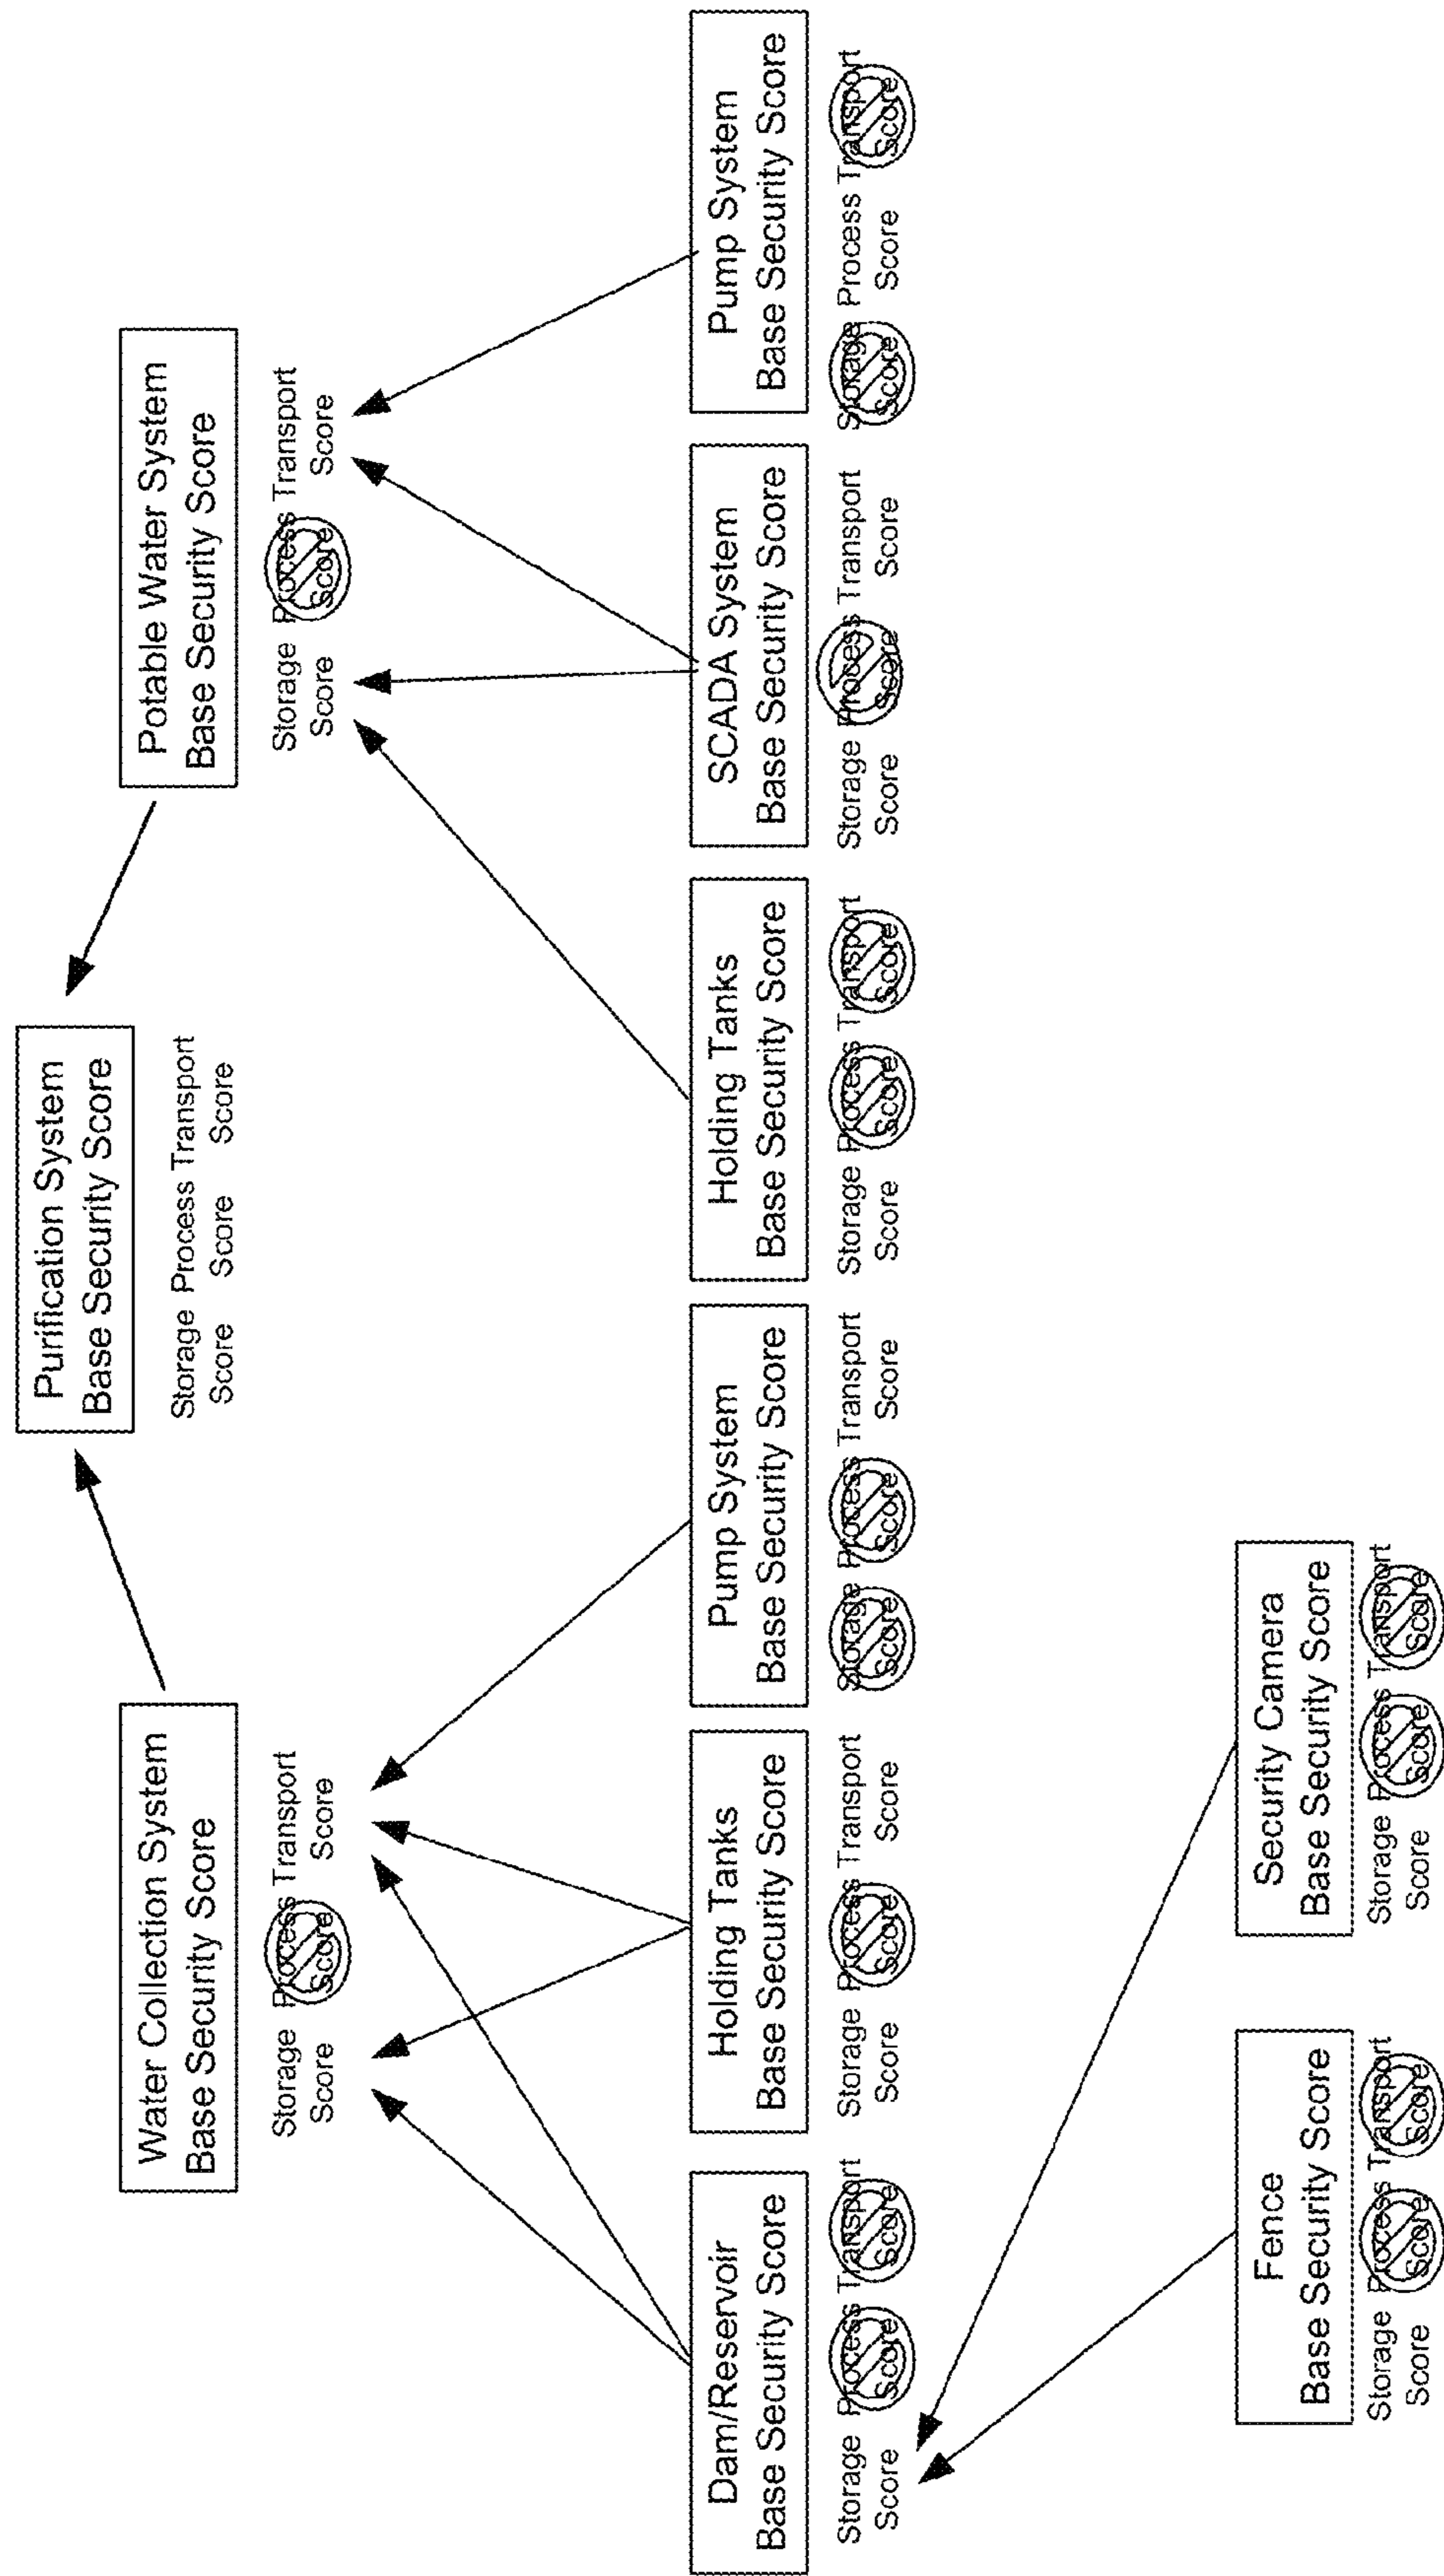 Purification System
Base Security Score
Storage Process Transport
Score Score Score
Water Collection System
Base Security Score
Storage Process Transport
Score Score Score
Potable Water System
Base Security Score
Storage Process Transport
Score Score Score
Dam/Reservoir
Base Security Score
Storage Process Transport
Score Score Score
Holding Tanks
Base Security Score
Storage Process Transport
Score Score Score
Pump System
Base Security Score
Storage Process Transport
Score Score Score
Holding Tanks
Base Security Score
Storage Process Transport
Score Score Score
SCADA System
Base Security Score
Storage Process Transport
Score Score Score
Pump System
Base Security Score
Storage Process Transport
Score Score Score
Fence
Base Security Score
Storage Process Transport
Score Score Score
Security Camera
Base Security Score
Storage Process Transport
Score Score Score